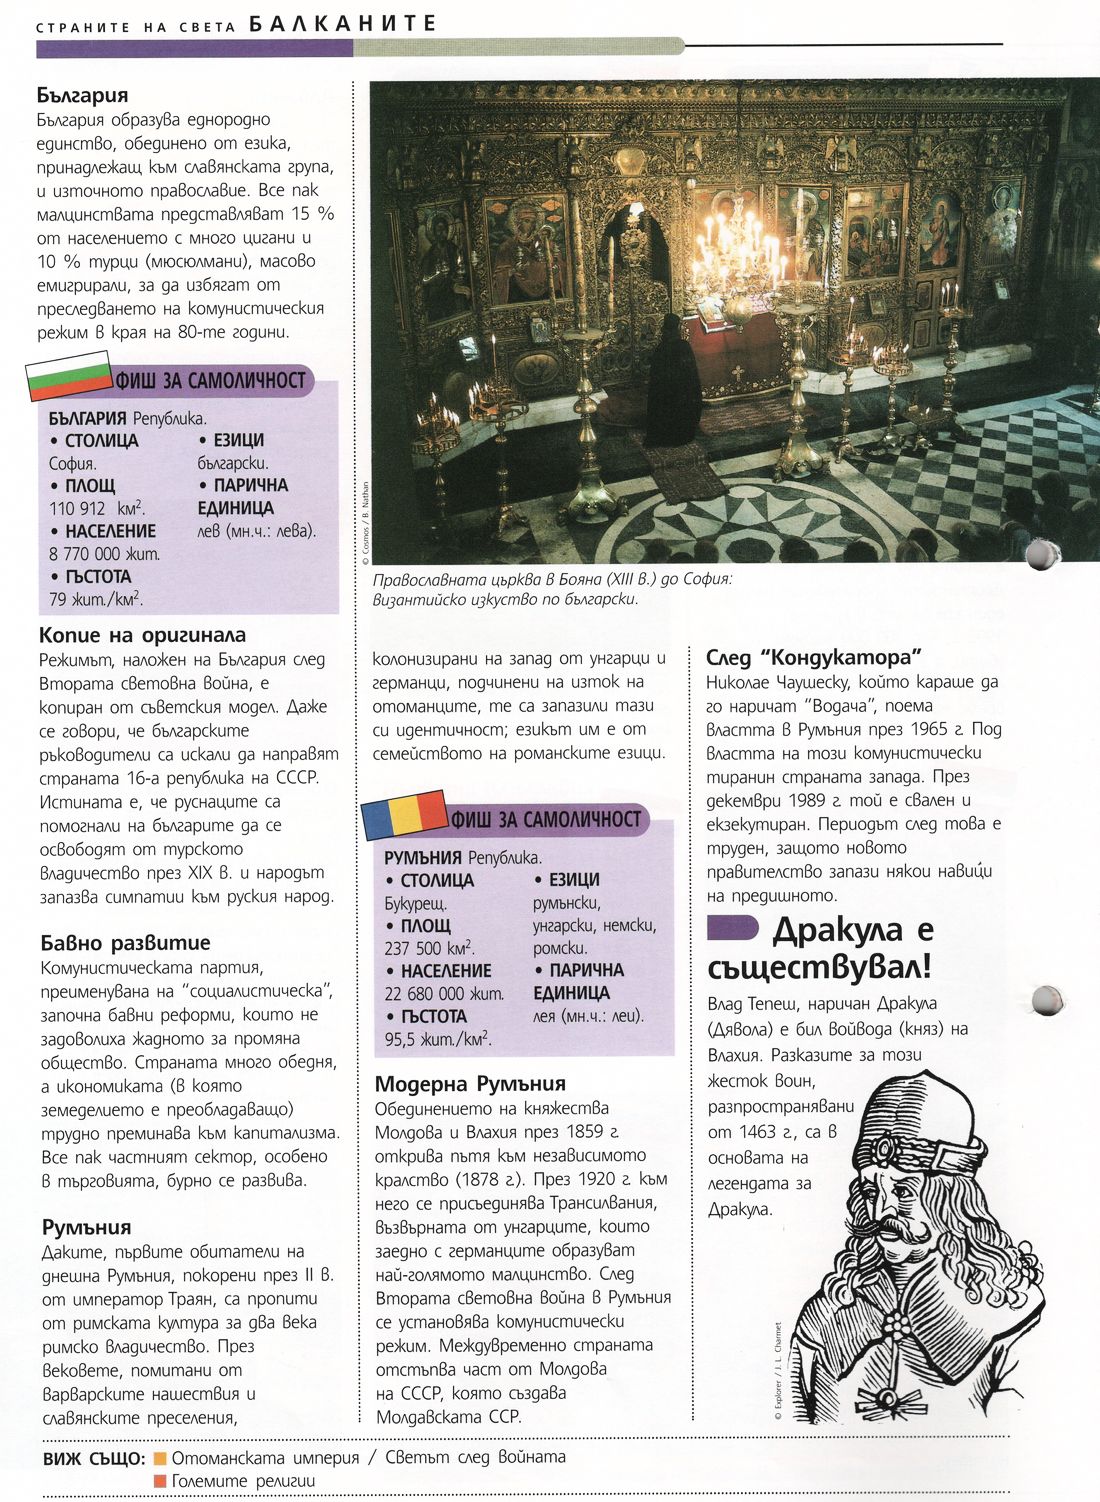 СТРАНИТЕ НА СВЕТА БАЛКАНИТЕ
България
България образува еднородно
единство, обединено от езика,
принадлежащ към славянската група,
и източното православие. Все пак
малцинствата представляват 15 %
от населението с много цигани и
10 % турци (мюсюлмани), масово
емигрирали, за да избягат от
преследването на комунистическия
режим в края на 80-те години.
ФИШ ЗА САМОЛИЧНОСТ
БЪЛГАРИЯ Република.
• СТОЛИЦА
София.
• ПЛОЩ
110 912 км².
• НАСЕЛЕНИЕ
8 770 000 жит.
• ГЪСТОТА
79 жит./км².
• ЕЗИЦИ
български.
• ПАРИЧНА
ЕДИНИЦА
лев (мн.ч.: лева).
Копие на оригинала
Режимът, наложен на България след
Втората световна война, е
копиран от съветския модел. Даже
се говори, че българските
ръководители са искали да направят
страната 16-а република на СССР.
Истината е, че руснаците са
помогнали на българите да се
освободят от турското
владичество през XIX в. и народът
запазва симпатии към руския народ.
Бавно развитие
Комунистическата партия,
преименувана на “социалистическа”,
започна бавни реформи, които не
задоволиха жадното за промяна
общество. Страната много обедня,
а икономиката (в която
земеделието е преобладаващо)
трудно преминава към капитализма.
Все пак частният сектор, особено
в търговията, бурно се развива.
Румъния
Даките, първите обитатели на
днешна Румъния, покорени през II в.
от император Траян, са пропити
от римската култура за два века
римско владичество. През
вековете, помитани от
варварските нашествия и
славянските преселения,
© Cosmos / B. Nathan
Православната църква в Бояна (XIII в.) до София:
византийско изкуство по български.
колонизирани на запад от унгарци и
германци, подчинени на изток на
отоманците, те са запазили тази
си идентичност; езикът им е от
семейството на романските езици.
ФИШ ЗА САМОЛИЧНОСТ
РУМЪНИЯ Република.
• СТОЛИЦА
Букурещ.
• ПЛОЩ
237 500 км².
• НАСЕЛЕНИЕ
22 680 000 жит.
• ГЪСТОТА
95,5 жит./км².
• ЕЗИЦИ
румънски,
унгарски, немски,
ромски.
• ПАРИЧНА
ЕДИНИЦА
лея (мн.ч.: леи).
Модерна Румъния
Обединението на княжества
Молдова и Влахия през 1859 г.
открива пътя към независимото
кралство (1878 г.). През 1920 г. към
него се присъединява Трансилвания,
възвърната от унгарците, които
заедно с германците образуват
най-голямото малцинство. След
Втората световна война в Румъния
се установява комунистически
режим. Междувременно страната
отстъпва част от Молдова
на СССР, която създава
Молдавската ССР.
След “Кондукатора”
Николае Чаушеску, който караше да
го наричат “Водача”, поема
властта в Румъния през 1965 г. Под
властта на този комунистически
тиранин страната запада. През
декември 1989 г. той е свален и
екзекутиран. Периодът след това е
труден, защото новото
правителство запази някои навици
на предишното.
Дракула е
съществувал!
Влад Тепеш, наричан Дракула
(Дявола) е бил войвода (княз) на
Влахия. Разказите за този
жесток воин,
разпространявани
от 1463 г., са в
основата на
легендата за
Дракула.
© Explorer / J. L. Charmet
ВИЖ СЪЩО: Отоманската империя / Светът след войната
Големите религии